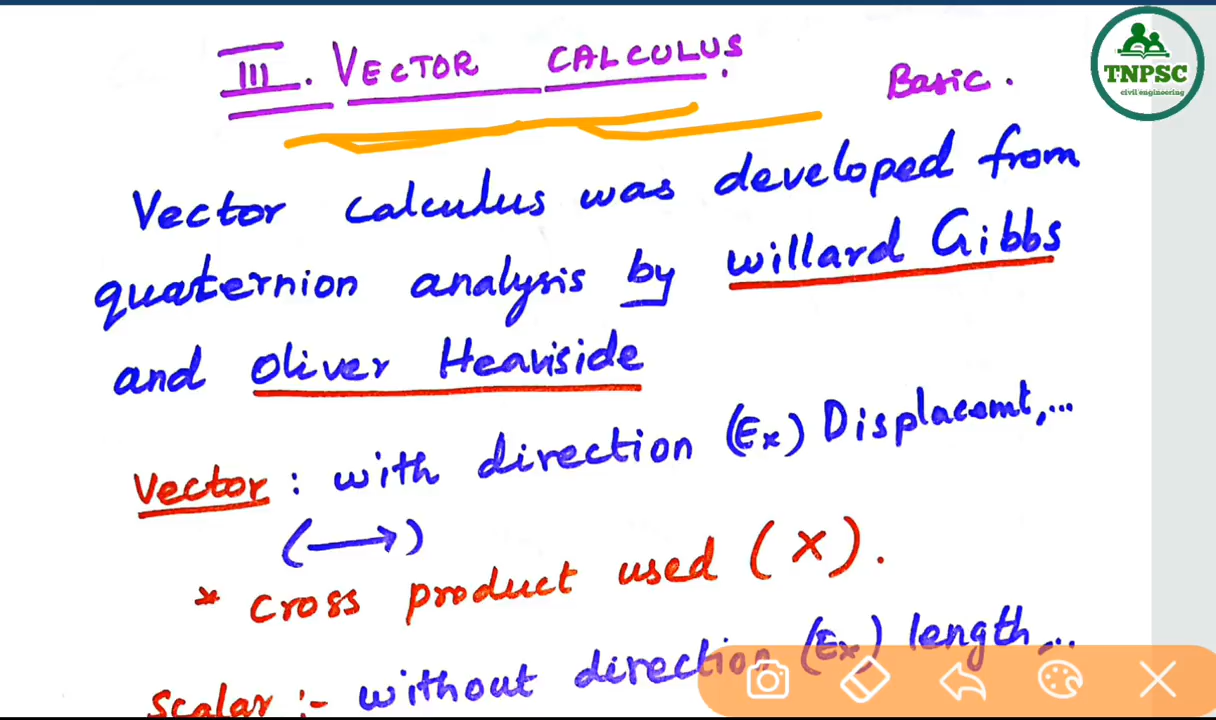 III. VECTOR CALCULUS.
Basic.
TNPSC
civil engineering
Vector calculus was developed from
quaternion analysis by willard Gibbs
and Oliver Heaviside
Vector : with direction (Ex) Displacemt,...
(→)
* Cross product used (×).
Scalar :- without direction (Ex) length,..